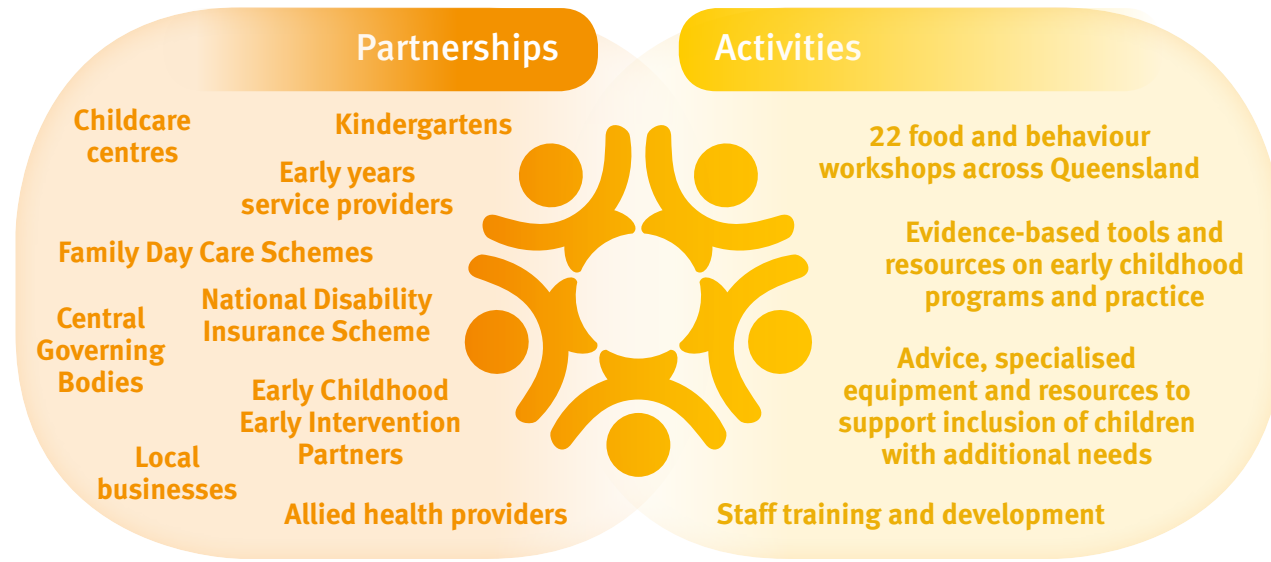 Partnerships
Childcare
centres
Kindergartens
Early years
service providers
Family Day Care Schemes
National Disability
Insurance Scheme
Central
Governing
Bodies
Early Childhood
Early Intervention
Partners
Local
businesses
Allied health providers
Activities
22 food and behaviour
workshops across Queensland
Evidence-based tools and
resources on early childhood
programs and practice
Advice, specialised
equipment and resources to
support inclusion of children
with additional needs
Staff training and development